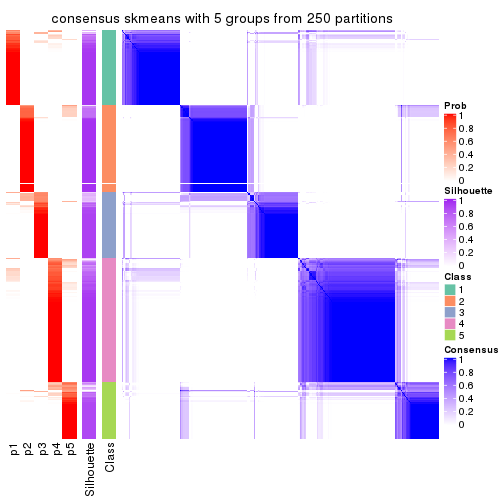 consensus skmeans with 5 groups from 250 partitions
Prob
1
0.8
0.6
0.4
0.2
0
Silhouette
1
0.8
0.6
0.4
0.2
0
Class
1
2
3
4
5
Consensus
1
0.8
0.6
0.4
0.2
0
p1
p2
p3
p4
p5
Silhouette
Class